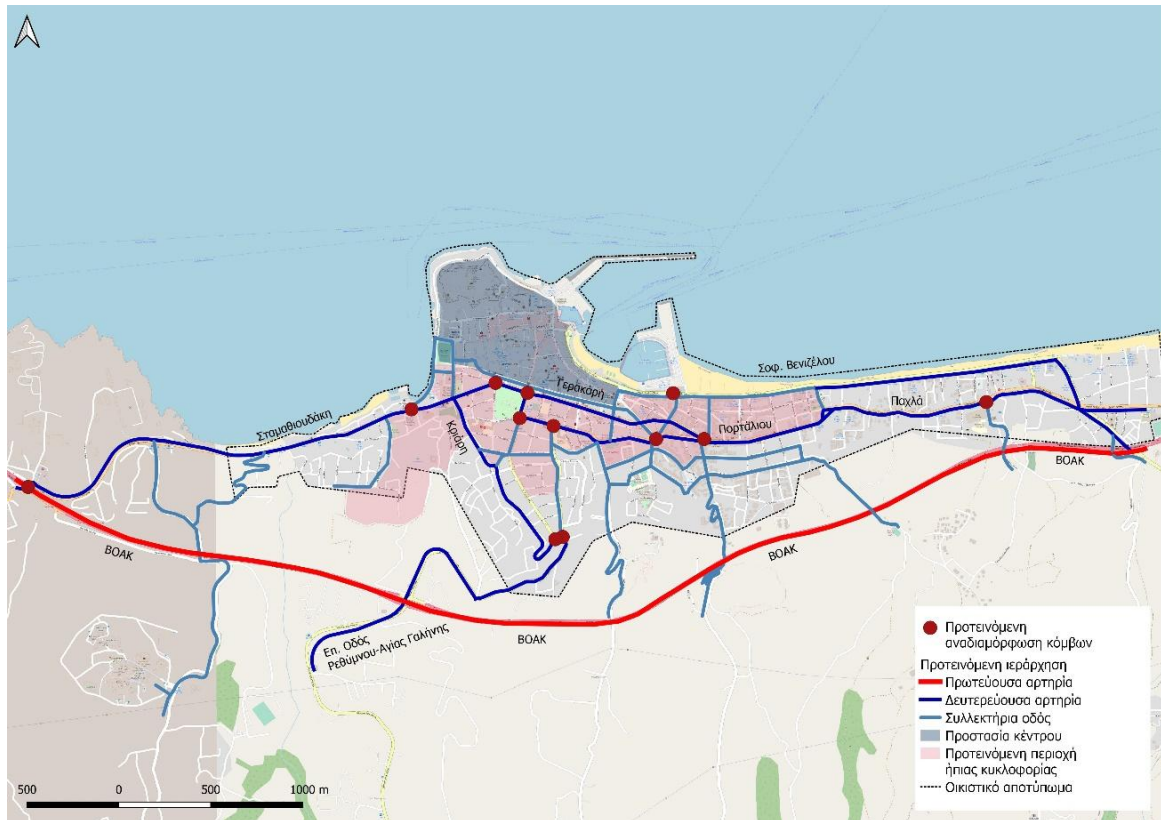 Σοφ. Βενιζέλου
Γερακάρη
Σταμαθιουδάκη
Κριάρη
Πορτάλιου
Παχλά
ΒΟΑΚ
ΒΟΑΚ
ΒΟΑΚ
ΒΟΑΚ
Επ. Οδός
Ρεθύμνου-Αγίας Γαλήνης
Προτεινόμενη
αναδιαμόρφωση κόμβων
Προτεινόμενη ιεράρχηση
Πρωτεύουσα αρτηρία
Δευτερεύουσα αρτηρία
Συλλεκτήρια οδός
Προστασία κέντρου
Προτεινόμενη περιοχή
ήπιας κυκλοφορίας
Οικιστικό αποτύπωμα
500 0 500 1000 m